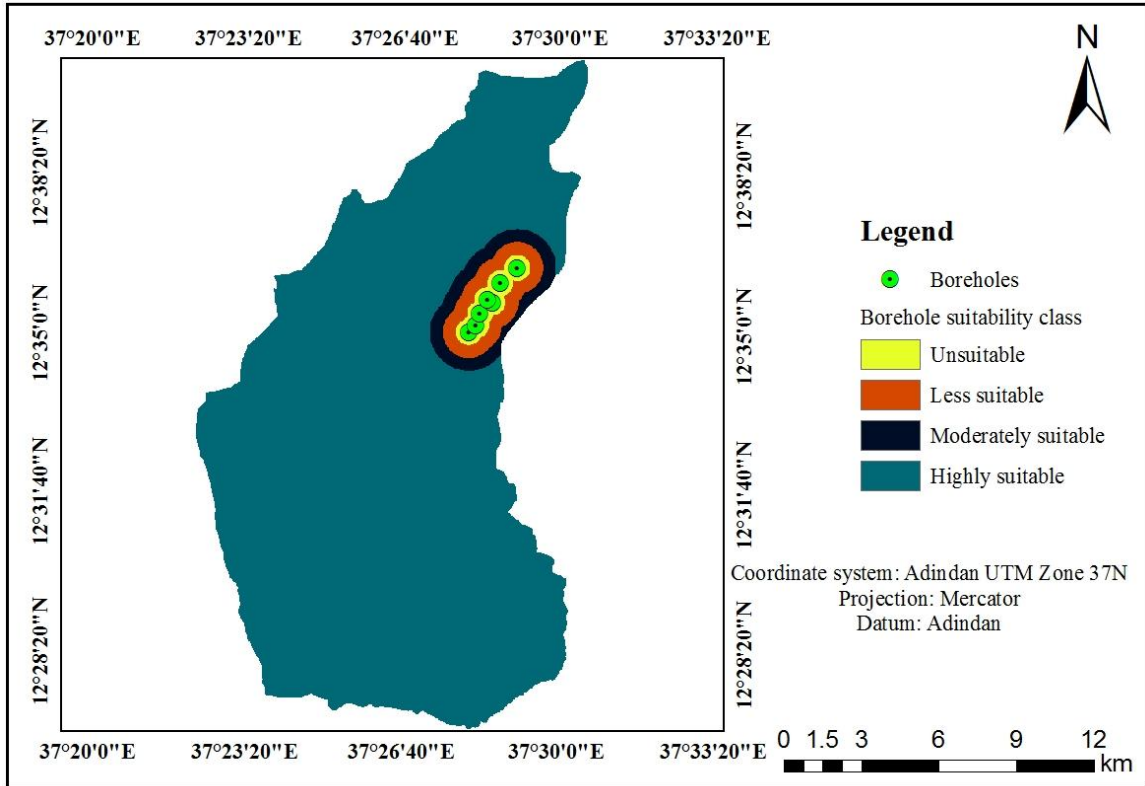 37°20'0"E 37°23'20"E 37°26'40"E 37°30'0"E 37°33'20"E
N
12°38'20"N
12°35'0"N
12°31'40"N
12°28'20"N
12°38'20"N
12°35'0"N
12°31'40"N
12°28'20"N
Legend
Boreholes
Borehole suitability class
Unsuitable
Less suitable
Moderately suitable
Highly suitable
Coordinate system: Adindan UTM Zone 37N
Projection: Mercator
Datum: Adindan
37°20'0"E 37°23'20"E 37°26'40"E 37°30'0"E 37°33'20"E
0 1.5 3 6 9 12
km